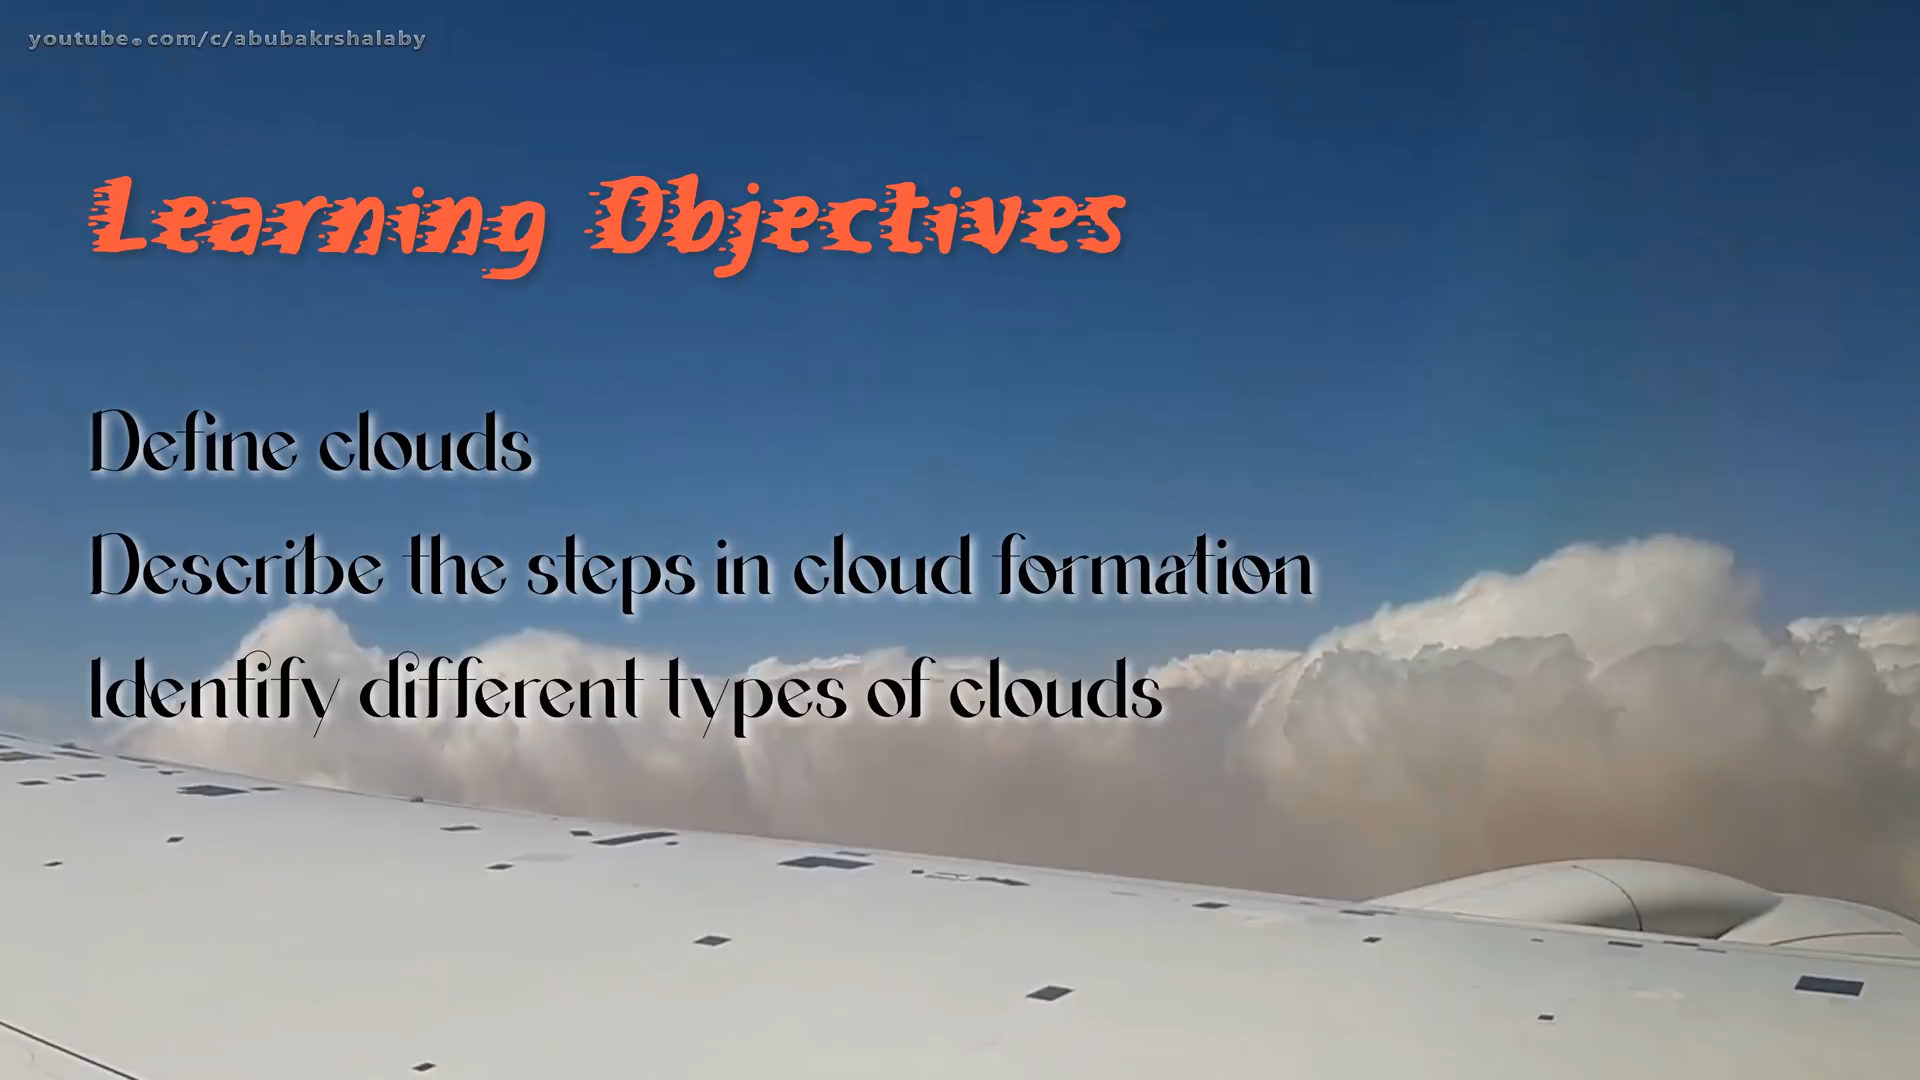 youtube.com/c/abubakrshalaby
Learning Objectives
Define clouds
Describe the steps in cloud formation
Identify different types of clouds